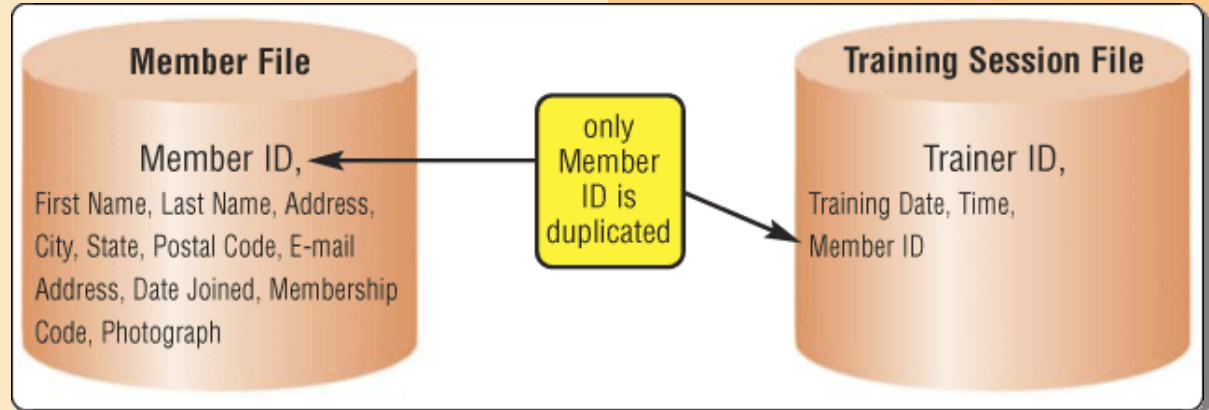 Member File
Member ID,
First Name, Last Name, Address,
City, State, Postal Code, E-mail
Address, Date Joined, Membership
Code, Photograph
only
Member
ID is
duplicated
Training Session File
Trainer ID,
Training Date, Time,
Member ID